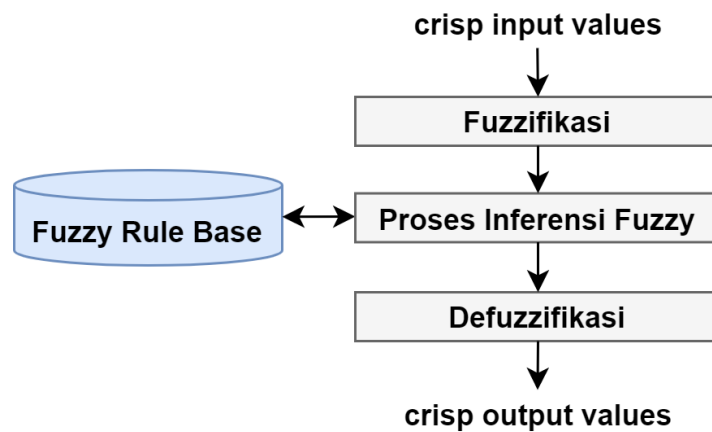 crisp input values
Fuzzifikasi
Fuzzy Rule Base
Proses Inferensi Fuzzy
Defuzzifikasi
crisp output values